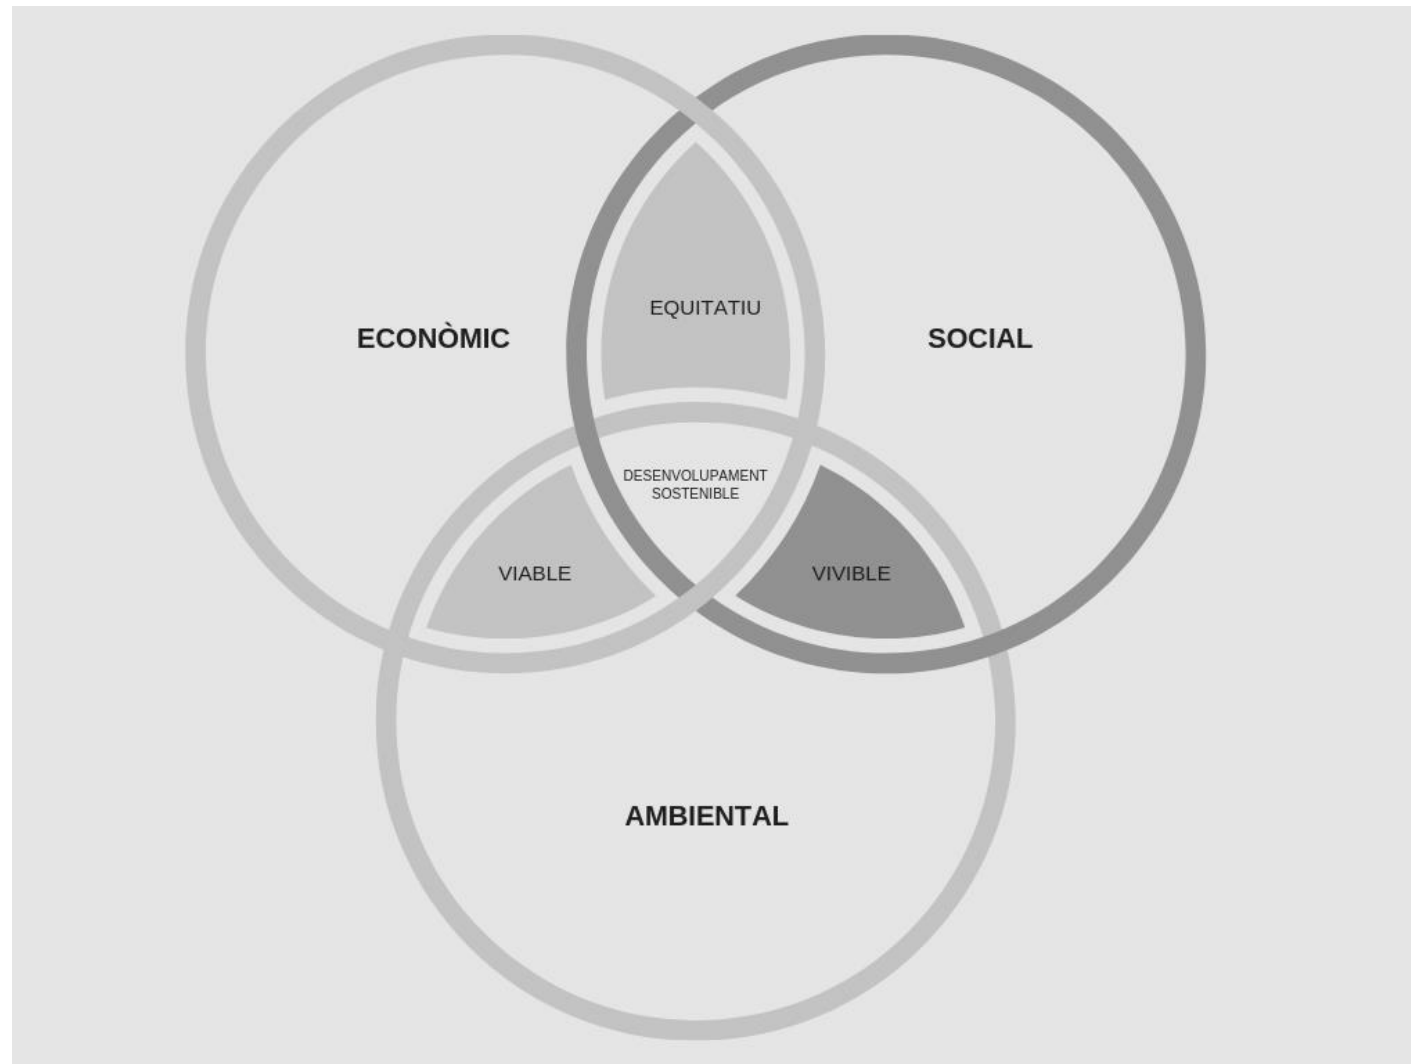 EQUITATIU
ECONÒMIC
SOCIAL
DESENVOLUPAMENT
SOSTENIBLE
VIABLE
VIVIBLE
AMBIENTAL